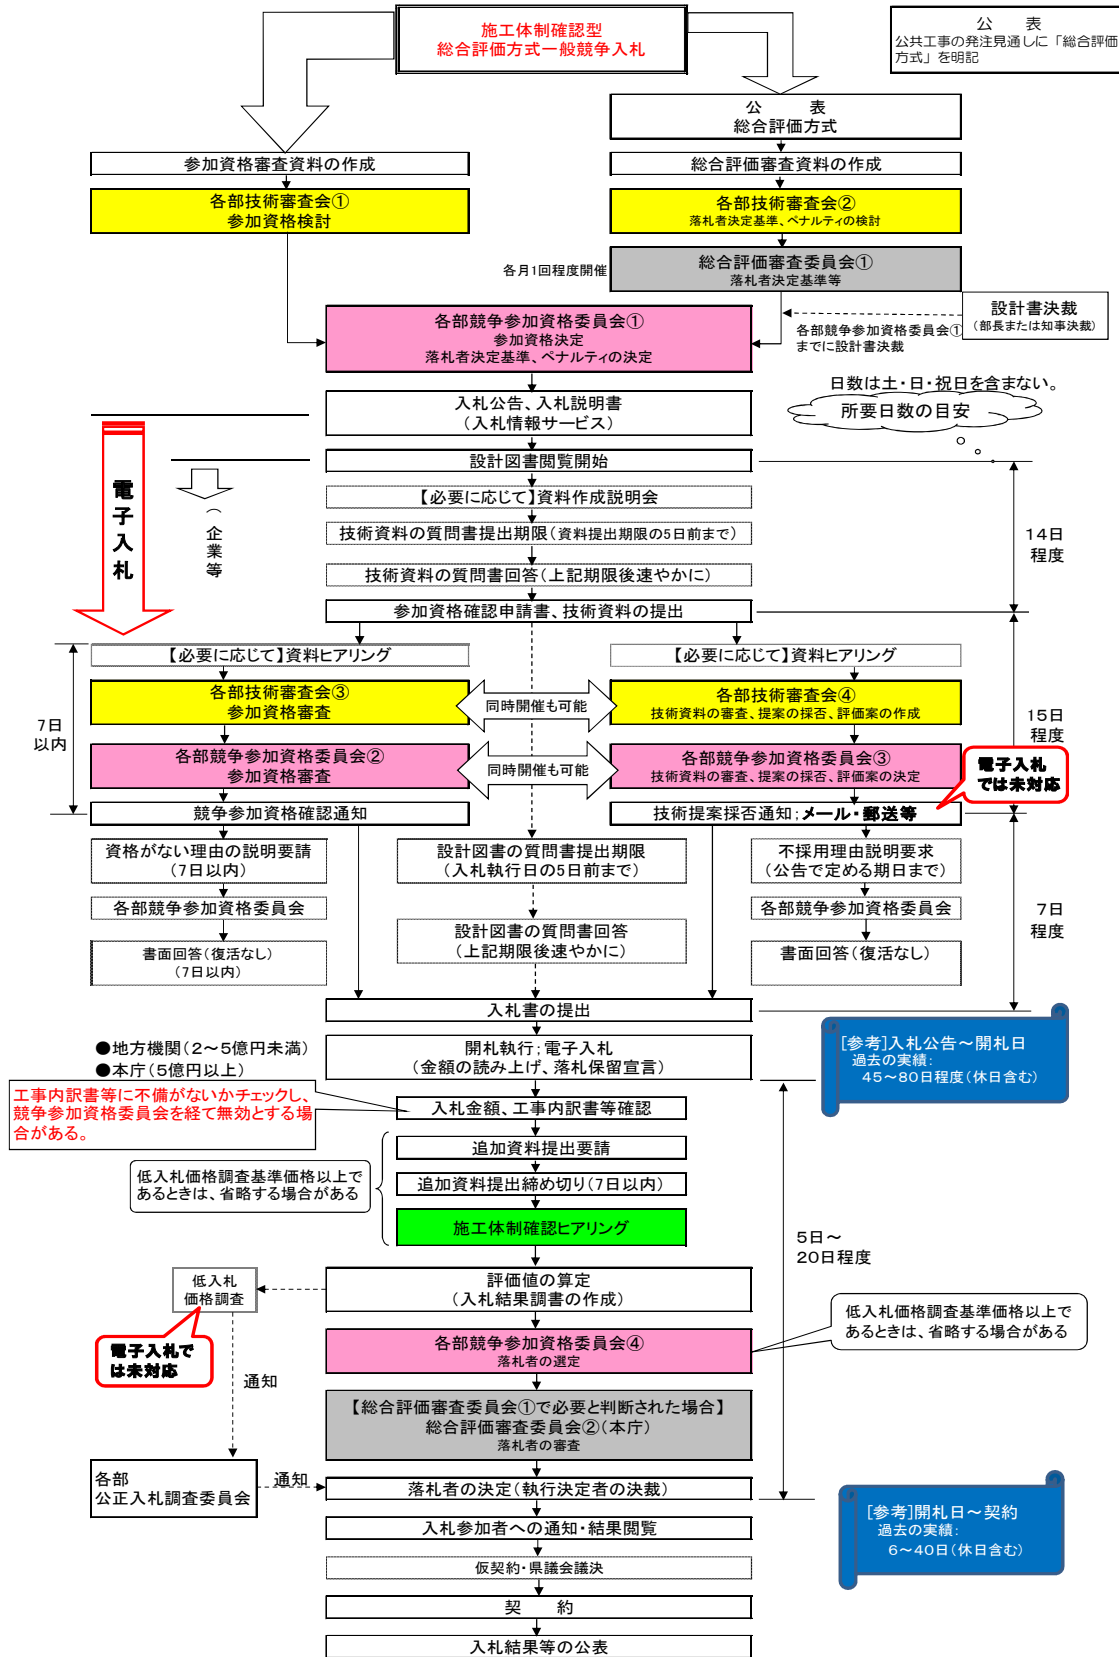 施工体制確認型
総合評価方式一般競争入札
公　　表
公共工事の発注見通しに「総合評価
方式」を明記
公　　表
総合評価方式
参加資格審査資料の作成
総合評価審査資料の作成
各部技術審査会①
参加資格検討
各部技術審査会②
落札者決定基準、ペナルティの検討
各月1回程度開催
総合評価審査委員会①
落札者決定基準等
設計書決裁
(部長または知事決裁)
各部競争参加資格委員会①
までに設計書決裁
各部競争参加資格委員会①
参加資格決定
落札者決定基準、ペナルティの決定
日数は土・日・祝日を含まない。
所要日数の目安
入札公告、入札説明書
(入札情報サービス)
電子入札
(企業等
設計図書閲覧開始
【必要に応じて】資料作成説明会
技術資料の質問書提出期限(資料提出期限の5日前まで)
技術資料の質問書回答(上記期限後速やかに)
参加資格確認申請書、技術資料の提出
14日
程度
【必要に応じて】資料ヒアリング
【必要に応じて】資料ヒアリング
各部技術審査会③
参加資格審査
同時開催も可能
各部技術審査会④
技術資料の審査、提案の採否、評価案の作成
7日
以内
15日
程度
各部競争参加資格委員会②
参加資格審査
同時開催も可能
各部競争参加資格委員会③
技術資料の審査、提案の採否、評価案の決定
電子入札
では未対応
競争参加資格確認通知
技術提案採否通知;メール・郵送等
資格がない理由の説明要請
(7日以内)
設計図書の質問書提出期限
(入札執行日の5日前まで)
不採用理由説明要求
(公告で定める期日まで)
各部競争参加資格委員会
各部競争参加資格委員会
7日
程度
設計図書の質問書回答
(上記期限後速やかに)
書面回答(復活なし)
(7日以内)
書面回答(復活なし)
入札書の提出
●地方機関(2～5億円未満)
●本庁(5億円以上)
開札執行;電子入札
(金額の読み上げ、落札保留宣言)
[参考]入札公告～開札日
過去の実績:
45～80日程度(休日含む)
工事内訳書等に不備がないかチェックし、
競争参加資格委員会を経て無効とする場
合がある。
入札金額、工事内訳書等確認
追加資料提出要請
低入札価格調査基準価格以上で
あるときは、省略する場合がある
追加資料提出締め切り(7日以内)
施工体制確認ヒアリング
5日～
20日程度
低入札
価格調査
評価値の算定
(入札結果調書の作成)
低入札価格調査基準価格以上で
あるときは、省略する場合がある
電子入札で
は未対応
各部競争参加資格委員会④
落札者の選定
通知
【総合評価審査委員会①で必要と判断された場合】
総合評価審査委員会②(本庁)
落札者の審査
各部
公正入札調査委員会
通知
落札者の決定(執行決定者の決裁)
[参考]開札日～契約
過去の実績:
6～40日(休日含む)
入札参加者への通知・結果閲覧
仮契約・県議会議決
契　　約
入札結果等の公表